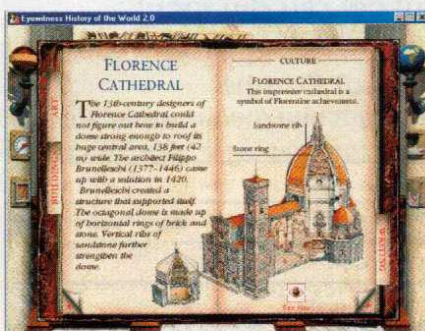 Eyewitness History of the World 2.0
FLORENCE
CATHEDRAL
The 13th-century designers of
Florence Cathedral could
not figure out how to build a
dome strong enough to roof its
huge central area, 138 feet (42
m) wide. The architect Filippo
Brunelleschi (1377-1446) came
up with a solution in 1420.
Brunelleschi created a
structure that supported itself.
The octagonal dome is made up
of horizontal rings of brick and
stone. Vertical ribs of
sandstone further
strengthen the
dome.
ART
BUILDINGS
CULTURE
FLORENCE CATHEDRAL
This impressive cathedral is a
symbol of Florentine achievement.
Sandstone rib
Stone ring
WRITING